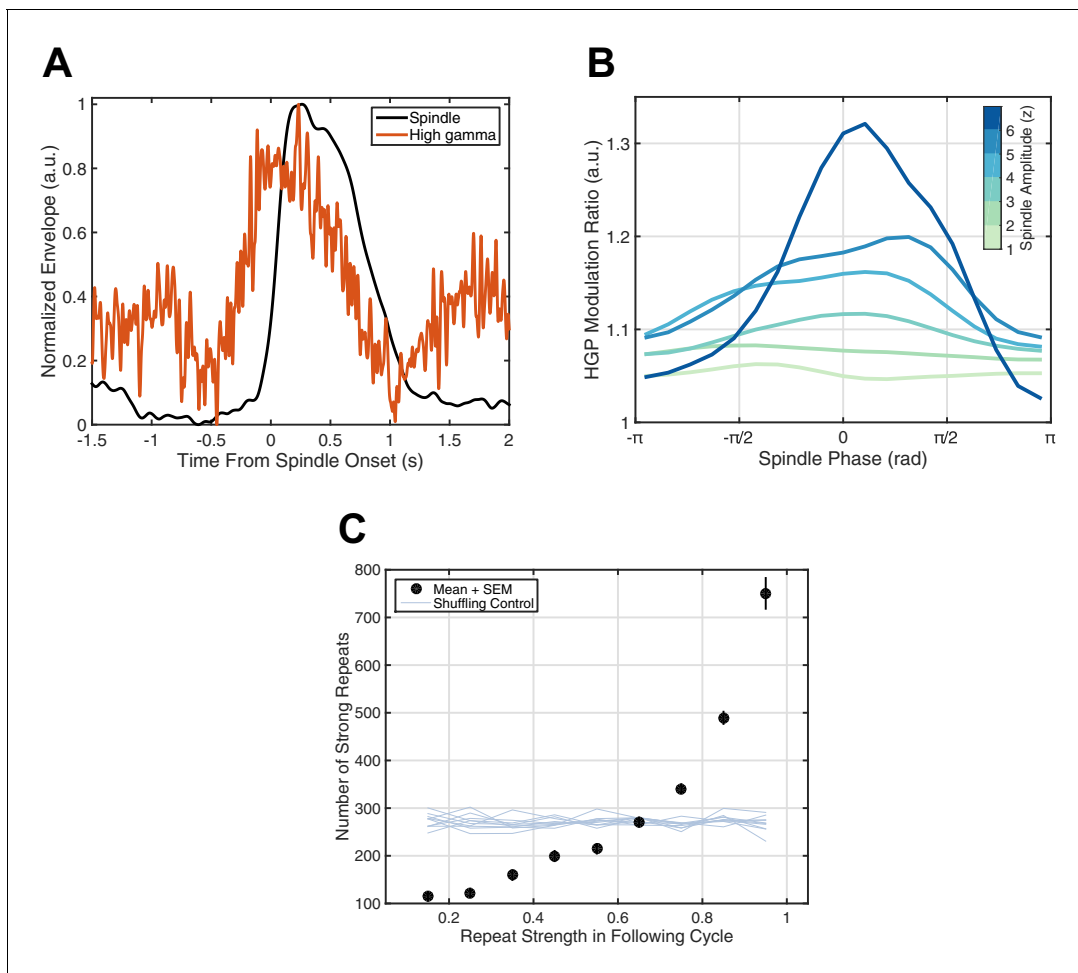 A
1
0.8
0.6
0.4
0.2
0
-1.5 -1 -0.5 0 0.5 1 1.5 2
Normalized Envelope (a.u.)
Time From Spindle Onset (s)
Spindle
High gamma
B
1.3
1.2
1.1
1
-π -π/2 0 π/2 π
HGP Modulation Ratio (a.u.)
Spindle Phase (rad)
6
5
4
3
2
1
Spindle Amplitude (z)
C
800
700
600
500
400
300
200
100
0.2 0.4 0.6 0.8 1
Number of Strong Repeats
Repeat Strength in Following Cycle
Mean + SEM
Shuffling Control